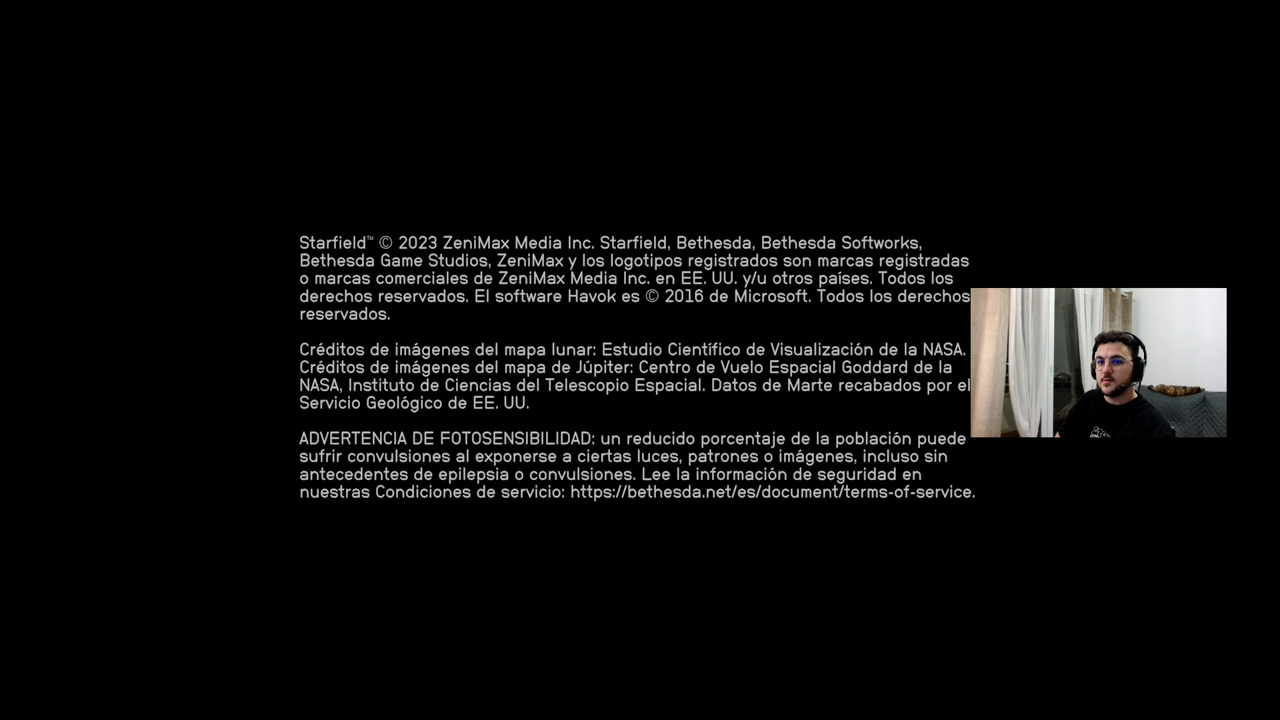 Starfield™ © 2023 ZeniMax Media Inc. Starfield, Bethesda, Bethesda Softworks,
Bethesda Game Studios, ZeniMax y los logotipos registrados son marcas registradas
o marcas comerciales de ZeniMax Media Inc. en EE. UU. y/u otros países. Todos los
derechos reservados. El software Havok es © 2016 de Microsoft. Todos los derechos
reservados.
Créditos de imágenes del mapa lunar: Estudio Científico de Visualización de la NASA.
Créditos de imágenes del mapa de Júpiter: Centro de Vuelo Espacial Goddard de la
NASA, Instituto de Ciencias del Telescopio Espacial. Datos de Marte recabados por el
Servicio Geológico de EE. UU.
ADVERTENCIA DE FOTOSENSIBILIDAD: un reducido porcentaje de la población puede
sufrir convulsiones al exponerse a ciertas luces, patrones o imágenes, incluso sin
antecedentes de epilepsia o convulsiones. Lee la información de seguridad en
nuestras Condiciones de servicio: https://bethesda.net/es/document/terms-of-service.